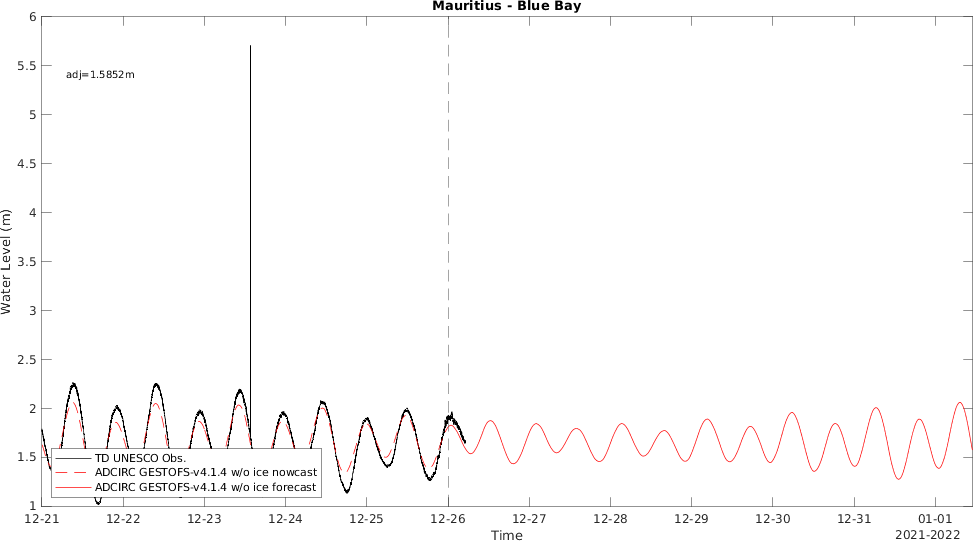 Mauritius - Blue Bay
6
5.5
5
4.5
4
3.5
3
2.5
2
1.5
1
Water Level (m)
adj=1.5852m
TD UNESCO Obs.
ADCIRC GESTOFS-v4.1.4 w/o ice nowcast
ADCIRC GESTOFS-v4.1.4 w/o ice forecast
12-21 12-22 12-23 12-24 12-25 12-26 12-27 12-28 12-29 12-30 12-31 01-01
Time
2021-2022